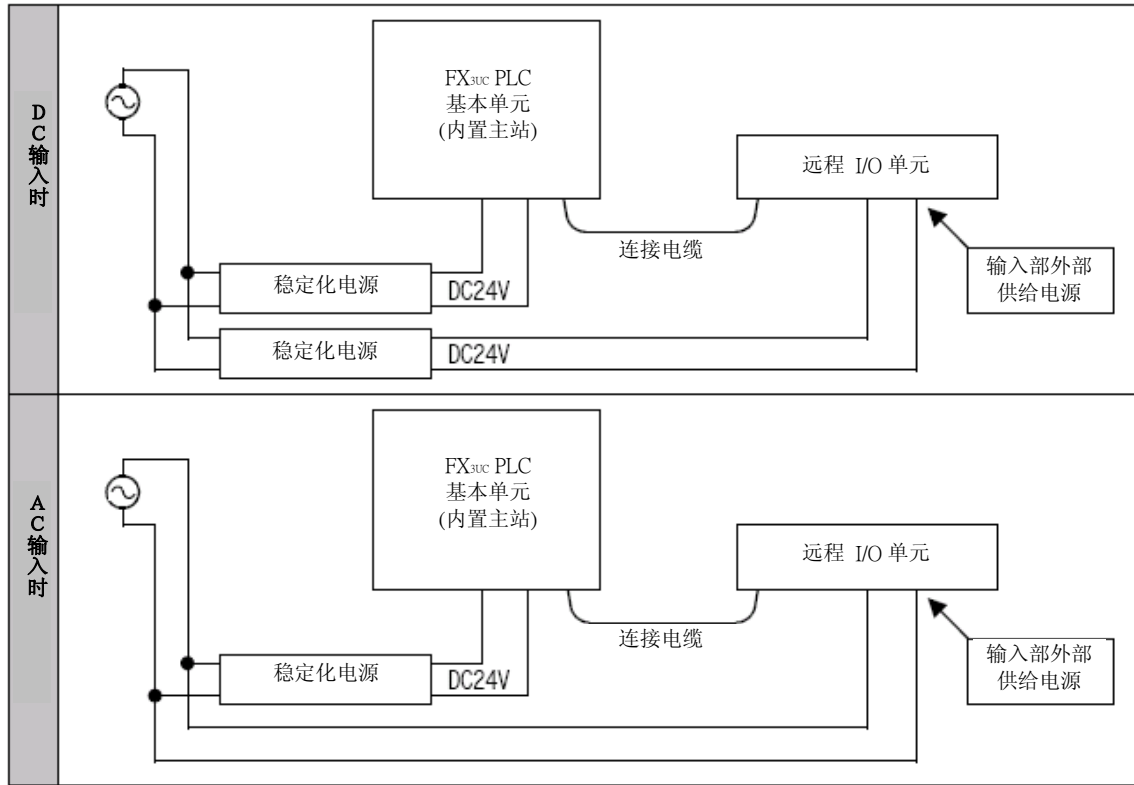 DC输入时
FX3UC PLC
基本单元
(内置主站)
远程 I/O 单元
连接电缆
输入部外部
供给电源
稳定化电源
DC24V
稳定化电源
DC24V
AC输入时
FX3UC PLC
基本单元
(内置主站)
远程 I/O 单元
连接电缆
输入部外部
供给电源
稳定化电源
DC24V